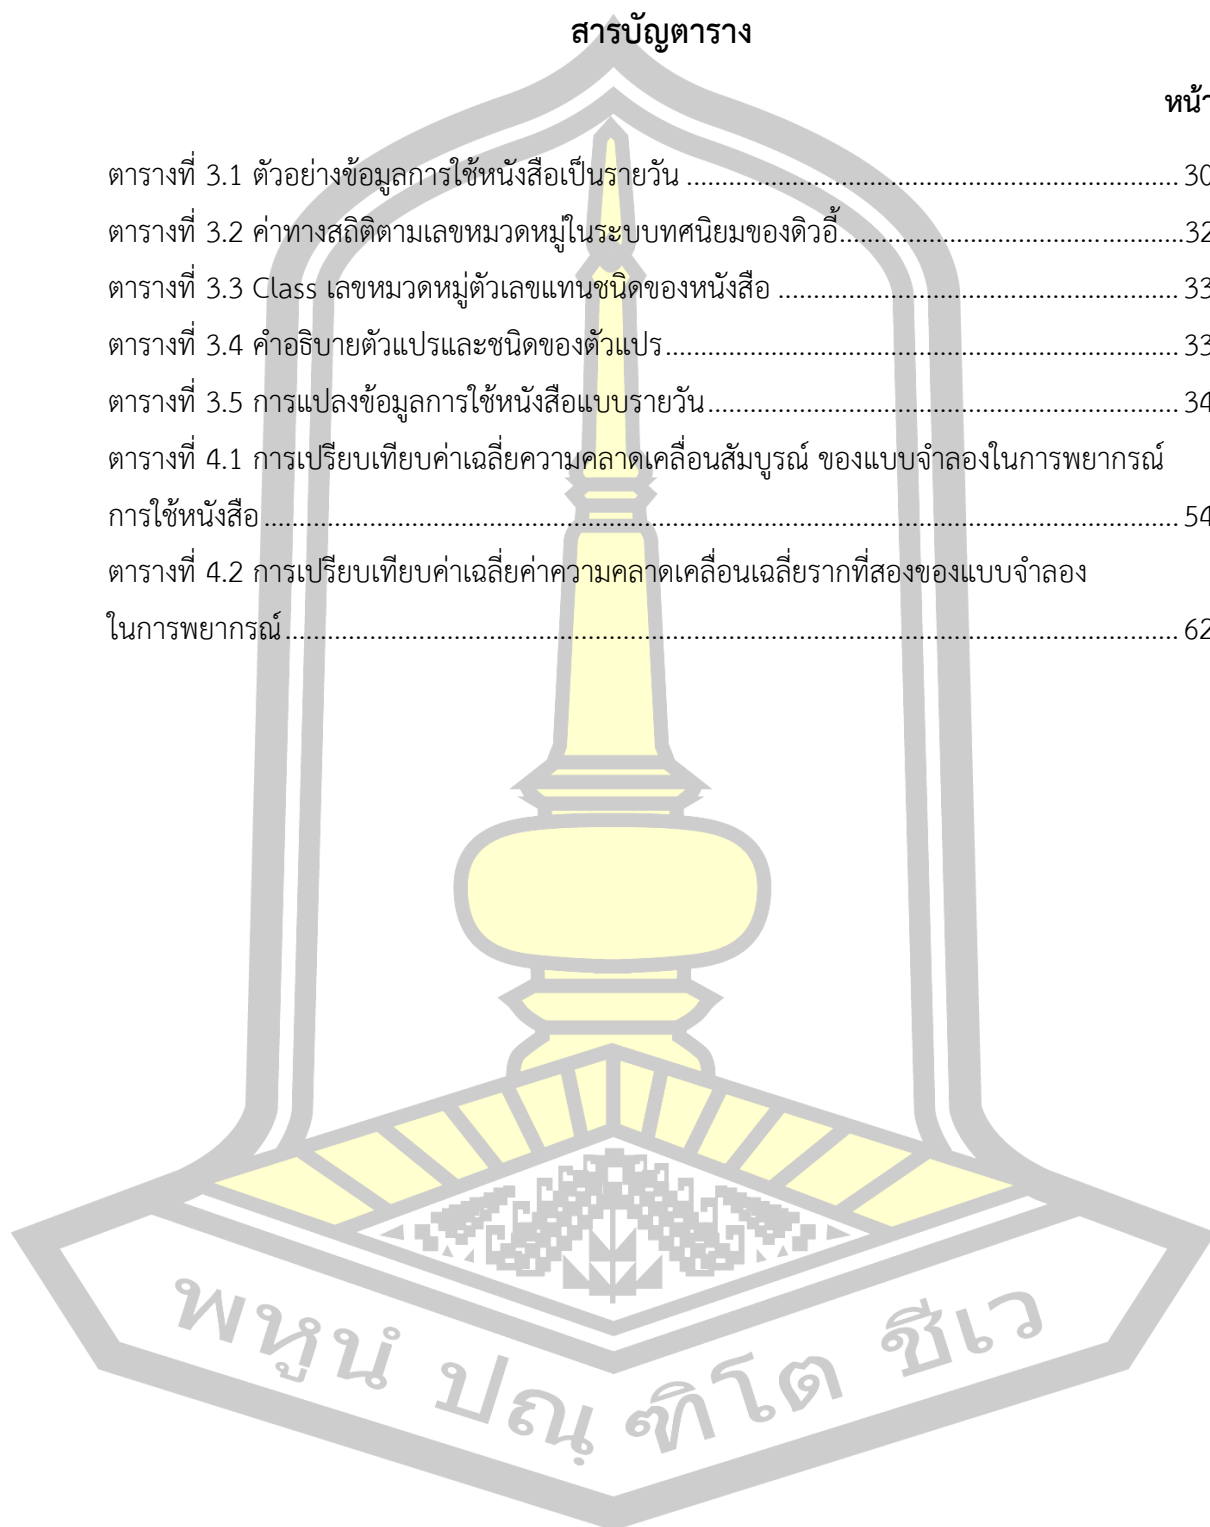 สารบัญตาราง
หน้า
ตารางที่ 3.1 ตัวอย่างข้อมูลการใช้หนังสือเป็นรายวัน ........................................................ 30
ตารางที่ 3.2 ค่าทางสถิติตามเลขหมวดหมู่ในระบบทศนิยมของดิวอี้........................................32
ตารางที่ 3.3 Class เลขหมวดหมู่ตัวเลขแทนชนิดของหนังสือ .............................................. 33
ตารางที่ 3.4 คำอธิบายตัวแปรและชนิดของตัวแปร........................................................... 33
ตารางที่ 3.5 การแปลงข้อมูลการใช้หนังสือแบบรายวัน...................................................... 34
ตารางที่ 4.1 การเปรียบเทียบค่าเฉลี่ยความคลาดเคลื่อนสัมบูรณ์ ของแบบจำลองในการพยากรณ์
การใช้หนังสือ ........................................................................................................ 54
ตารางที่ 4.2 การเปรียบเทียบค่าเฉลี่ยค่าความคลาดเคลื่อนเฉลี่ยรากที่สองของแบบจำลอง
ในการพยากรณ์ ...................................................................................................... 62
พหูนํ ปณฺฑิโต ชีเว